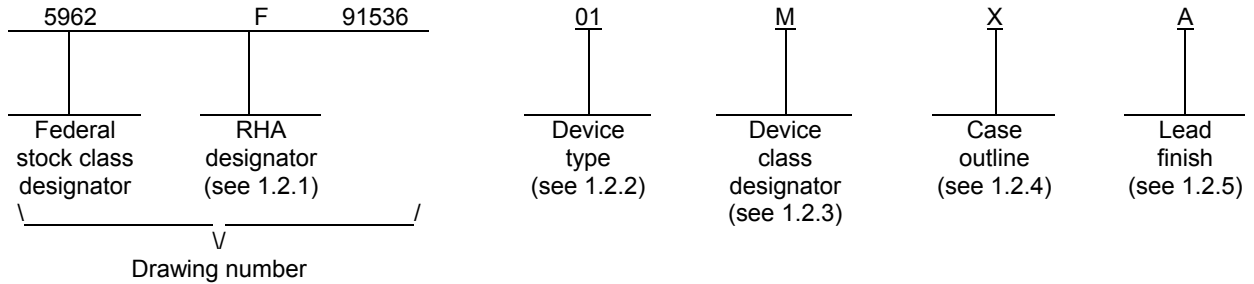 5962 F 91536 01 M X A
Federal stock class designator
RHA designator (see 1.2.1)
Device type (see 1.2.2)
Device class designator (see 1.2.3)
Case outline (see 1.2.4)
Lead finish (see 1.2.5)
Drawing number